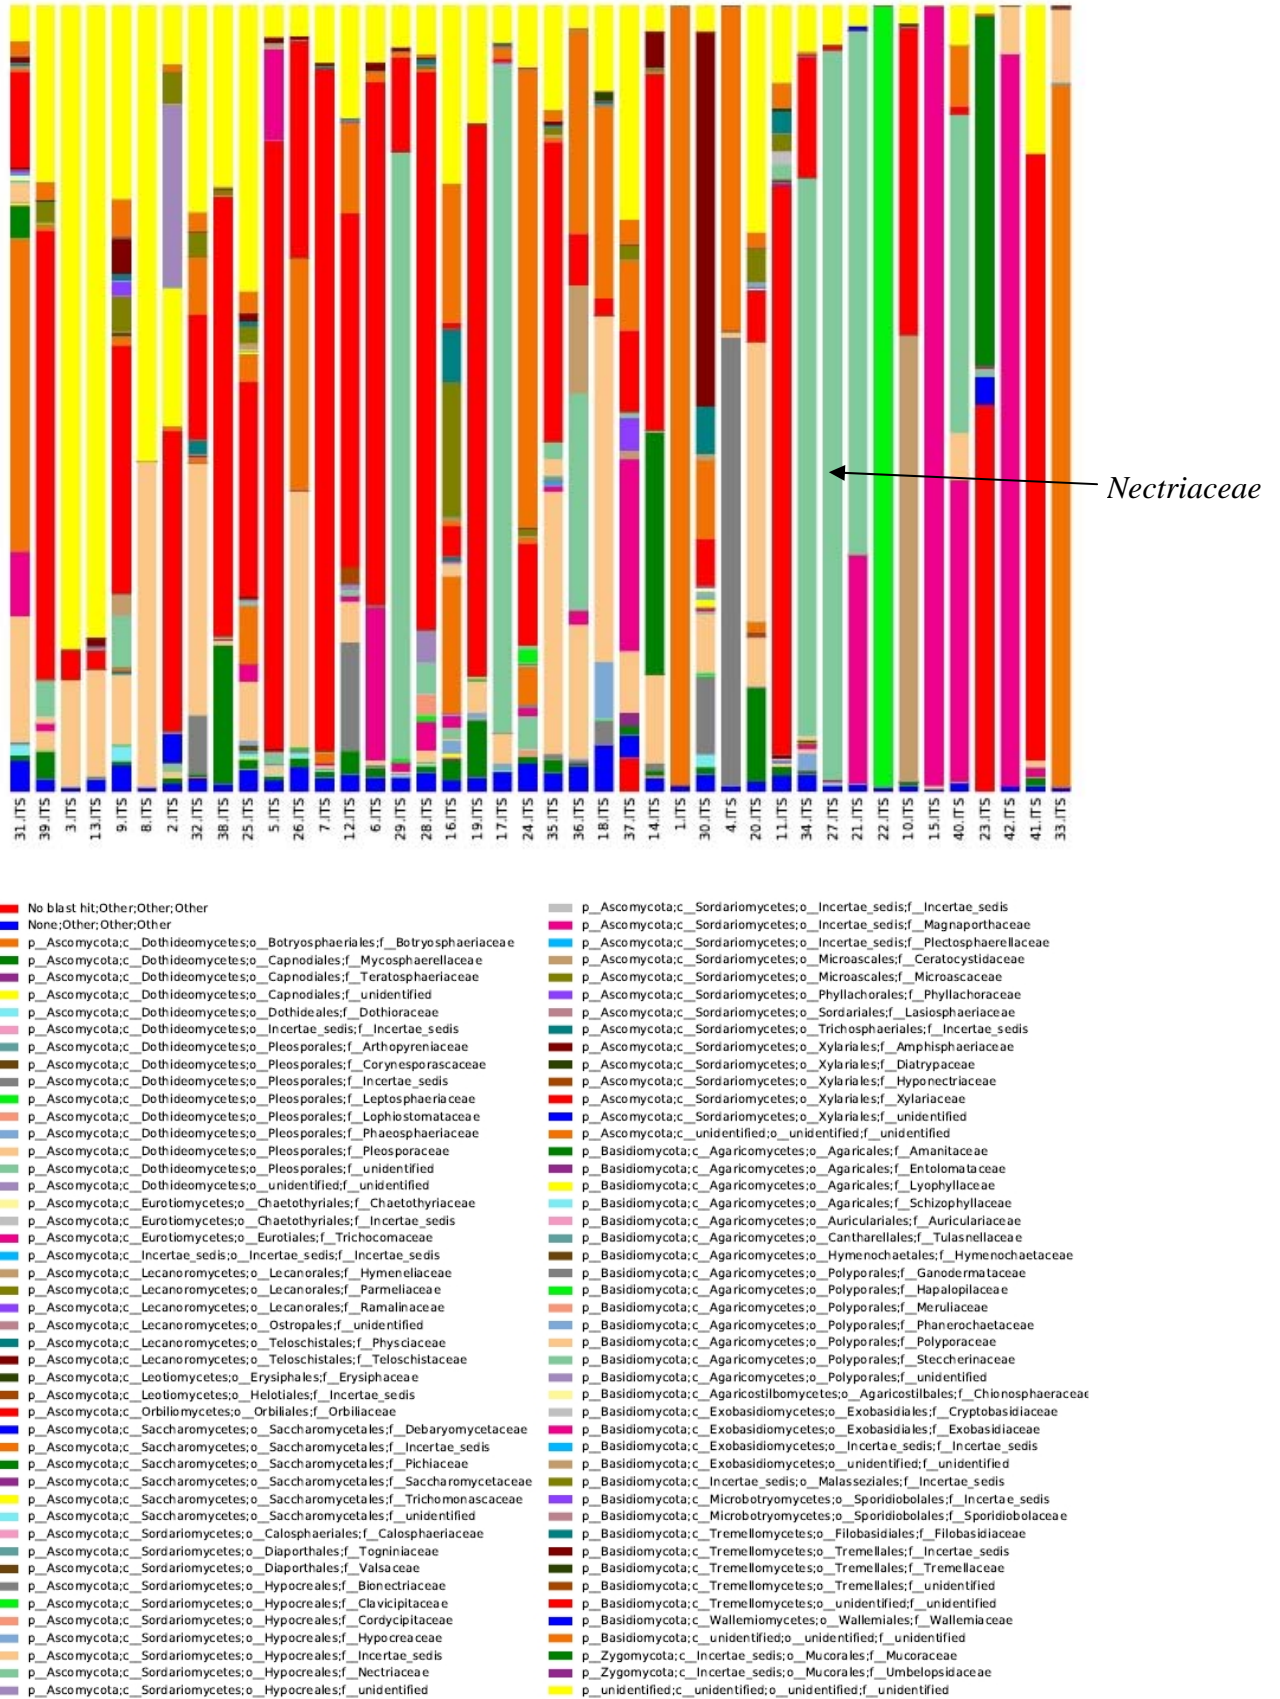 Nectriaceae
31.ITS
39.ITS
3.ITS
13.ITS
9.ITS
8.ITS
2.ITS
32.ITS
38.ITS
25.ITS
5.ITS
26.ITS
7.ITS
12.ITS
6.ITS
29.ITS
28.ITS
16.ITS
19.ITS
17.ITS
24.ITS
35.ITS
36.ITS
18.ITS
37.ITS
14.ITS
1.ITS
30.ITS
4.ITS
20.ITS
11.ITS
34.ITS
27.ITS
21.ITS
22.ITS
10.ITS
15.ITS
40.ITS
23.ITS
42.ITS
41.ITS
33.ITS
No blast hit;Other;Other;Other
None;Other;Other;Other
p__Ascomycota;c__Dothideomycetes;o__Botryosphaeriales;f__Botryosphaeriaceae
p__Ascomycota;c__Dothideomycetes;o__Capnodiales;f__Mycosphaerellaceae
p__Ascomycota;c__Dothideomycetes;o__Capnodiales;f__Teratosphaeriaceae
p__Ascomycota;c__Dothideomycetes;o__Capnodiales;f__unidentified
p__Ascomycota;c__Dothideomycetes;o__Dothideales;f__Dothioraceae
p__Ascomycota;c__Dothideomycetes;o__Incertae_sedis;f__Incertae_sedis
p__Ascomycota;c__Dothideomycetes;o__Pleosporales;f__Arthopyreniaceae
p__Ascomycota;c__Dothideomycetes;o__Pleosporales;f__Corynesporascaceae
p__Ascomycota;c__Dothideomycetes;o__Pleosporales;f__Incertae_sedis
p__Ascomycota;c__Dothideomycetes;o__Pleosporales;f__Leptosphaeriaceae
p__Ascomycota;c__Dothideomycetes;o__Pleosporales;f__Lophiostomataceae
p__Ascomycota;c__Dothideomycetes;o__Pleosporales;f__Phaeosphaeriaceae
p__Ascomycota;c__Dothideomycetes;o__Pleosporales;f__Pleosporaceae
p__Ascomycota;c__Dothideomycetes;o__Pleosporales;f__unidentified
p__Ascomycota;c__Dothideomycetes;o__unidentified;f__unidentified
p__Ascomycota;c__Eurotiomycetes;o__Chaetothyriales;f__Chaetothyriaceae
p__Ascomycota;c__Eurotiomycetes;o__Chaetothyriales;f__Incertae_sedis
p__Ascomycota;c__Eurotiomycetes;o__Eurotiales;f__Trichocomaceae
p__Ascomycota;c__Incertae_sedis;o__Incertae_sedis;f__Incertae_sedis
p__Ascomycota;c__Lecanoromycetes;o__Lecanorales;f__Hymeneliaceae
p__Ascomycota;c__Lecanoromycetes;o__Lecanorales;f__Parmeliaceae
p__Ascomycota;c__Lecanoromycetes;o__Lecanorales;f__Ramalinaceae
p__Ascomycota;c__Lecanoromycetes;o__Ostropales;f__unidentified
p__Ascomycota;c__Lecanoromycetes;o__Teloschistales;f__Physciaceae
p__Ascomycota;c__Lecanoromycetes;o__Teloschistales;f__Teloschistaceae
p__Ascomycota;c__Leotiomycetes;o__Erysiphales;f__Erysiphaceae
p__Ascomycota;c__Leotiomycetes;o__Helotiales;f__Incertae_sedis
p__Ascomycota;c__Orbiliomycetes;o__Orbiliales;f__Orbiliaceae
p__Ascomycota;c__Saccharomycetes;o__Saccharomycetales;f__Debaryomycetaceae
p__Ascomycota;c__Saccharomycetes;o__Saccharomycetales;f__Incertae_sedis
p__Ascomycota;c__Saccharomycetes;o__Saccharomycetales;f__Pichiaceae
p__Ascomycota;c__Saccharomycetes;o__Saccharomycetales;f__Saccharomycetaceae
p__Ascomycota;c__Saccharomycetes;o__Saccharomycetales;f__Trichomonascaceae
p__Ascomycota;c__Saccharomycetes;o__Saccharomycetales;f__unidentified
p__Ascomycota;c__Sordariomycetes;o__Calosphaeriales;f__Calosphaeriaceae
p__Ascomycota;c__Sordariomycetes;o__Diaporthales;f__Togniniaceae
p__Ascomycota;c__Sordariomycetes;o__Diaporthales;f__Valsaceae
p__Ascomycota;c__Sordariomycetes;o__Hypocreales;f__Bionectriaceae
p__Ascomycota;c__Sordariomycetes;o__Hypocreales;f__Clavicipitaceae
p__Ascomycota;c__Sordariomycetes;o__Hypocreales;f__Cordycipitaceae
p__Ascomycota;c__Sordariomycetes;o__Hypocreales;f__Hypocreaceae
p__Ascomycota;c__Sordariomycetes;o__Hypocreales;f__Incertae_sedis
p__Ascomycota;c__Sordariomycetes;o__Hypocreales;f__Nectriaceae
p__Ascomycota;c__Sordariomycetes;o__Hypocreales;f__unidentified
p__Ascomycota;c__Sordariomycetes;o__Incertae_sedis;f__Incertae_sedis
p__Ascomycota;c__Sordariomycetes;o__Incertae_sedis;f__Magnaporthaceae
p__Ascomycota;c__Sordariomycetes;o__Incertae_sedis;f__Plectosphaerellaceae
p__Ascomycota;c__Sordariomycetes;o__Microascales;f__Ceratocystidaceae
p__Ascomycota;c__Sordariomycetes;o__Microascales;f__Microascaceae
p__Ascomycota;c__Sordariomycetes;o__Phyllachorales;f__Phyllachoraceae
p__Ascomycota;c__Sordariomycetes;o__Sordariales;f__Lasiosphaeriaceae
p__Ascomycota;c__Sordariomycetes;o__Trichosphaeriales;f__Incertae_sedis
p__Ascomycota;c__Sordariomycetes;o__Xylariales;f__Amphisphaeriaceae
p__Ascomycota;c__Sordariomycetes;o__Xylariales;f__Diatrypaceae
p__Ascomycota;c__Sordariomycetes;o__Xylariales;f__Hyponectriaceae
p__Ascomycota;c__Sordariomycetes;o__Xylariales;f__Xylariaceae
p__Ascomycota;c__Sordariomycetes;o__Xylariales;f__unidentified
p__Ascomycota;c__unidentified;o__unidentified;f__unidentified
p__Basidiomycota;c__Agaricomycetes;o__Agaricales;f__Amanitaceae
p__Basidiomycota;c__Agaricomycetes;o__Agaricales;f__Entolomataceae
p__Basidiomycota;c__Agaricomycetes;o__Agaricales;f__Lyophyllaceae
p__Basidiomycota;c__Agaricomycetes;o__Agaricales;f__Schizophyllaceae
p__Basidiomycota;c__Agaricomycetes;o__Auriculariales;f__Auriculariaceae
p__Basidiomycota;c__Agaricomycetes;o__Cantharellales;f__Tulasnellaceae
p__Basidiomycota;c__Agaricomycetes;o__Hymenochaetales;f__Hymenochaetaceae
p__Basidiomycota;c__Agaricomycetes;o__Polyporales;f__Ganodermataceae
p__Basidiomycota;c__Agaricomycetes;o__Polyporales;f__Hapalopilaceae
p__Basidiomycota;c__Agaricomycetes;o__Polyporales;f__Meruliaceae
p__Basidiomycota;c__Agaricomycetes;o__Polyporales;f__Phanerochaetaceae
p__Basidiomycota;c__Agaricomycetes;o__Polyporales;f__Polyporaceae
p__Basidiomycota;c__Agaricomycetes;o__Polyporales;f__Steccherinaceae
p__Basidiomycota;c__Agaricomycetes;o__Polyporales;f__unidentified
p__Basidiomycota;c__Agaricostilbomycetes;o__Agaricostilbales;f__Chionosphaeraceae
p__Basidiomycota;c__Exobasidiomycetes;o__Exobasidiales;f__Cryptobasidiaceae
p__Basidiomycota;c__Exobasidiomycetes;o__Exobasidiales;f__Exobasidiaceae
p__Basidiomycota;c__Exobasidiomycetes;o__Incertae_sedis;f__Incertae_sedis
p__Basidiomycota;c__Exobasidiomycetes;o__unidentified;f__unidentified
p__Basidiomycota;c__Incertae_sedis;o__Malasseziales;f__Incertae_sedis
p__Basidiomycota;c__Microbotryomycetes;o__Sporidiobolales;f__Incertae_sedis
p__Basidiomycota;c__Microbotryomycetes;o__Sporidiobolales;f__Sporidiobolaceae
p__Basidiomycota;c__Tremellomycetes;o__Filobasidiales;f__Filobasidiaceae
p__Basidiomycota;c__Tremellomycetes;o__Tremellales;f__Incertae_sedis
p__Basidiomycota;c__Tremellomycetes;o__Tremellales;f__Tremellaceae
p__Basidiomycota;c__Tremellomycetes;o__Tremellales;f__unidentified
p__Basidiomycota;c__Tremellomycetes;o__unidentified;f__unidentified
p__Basidiomycota;c__Wallemiomycetes;o__Wallemiales;f__Wallemiaceae
p__Basidiomycota;c__unidentified;o__unidentified;f__unidentified
p__Zygomycota;c__Incertae_sedis;o__Mucorales;f__Mucoraceae
p__Zygomycota;c__Incertae_sedis;o__Mucorales;f__Umbelopsidaceae
p__unidentified;c__unidentified;o__unidentified;f__unidentified